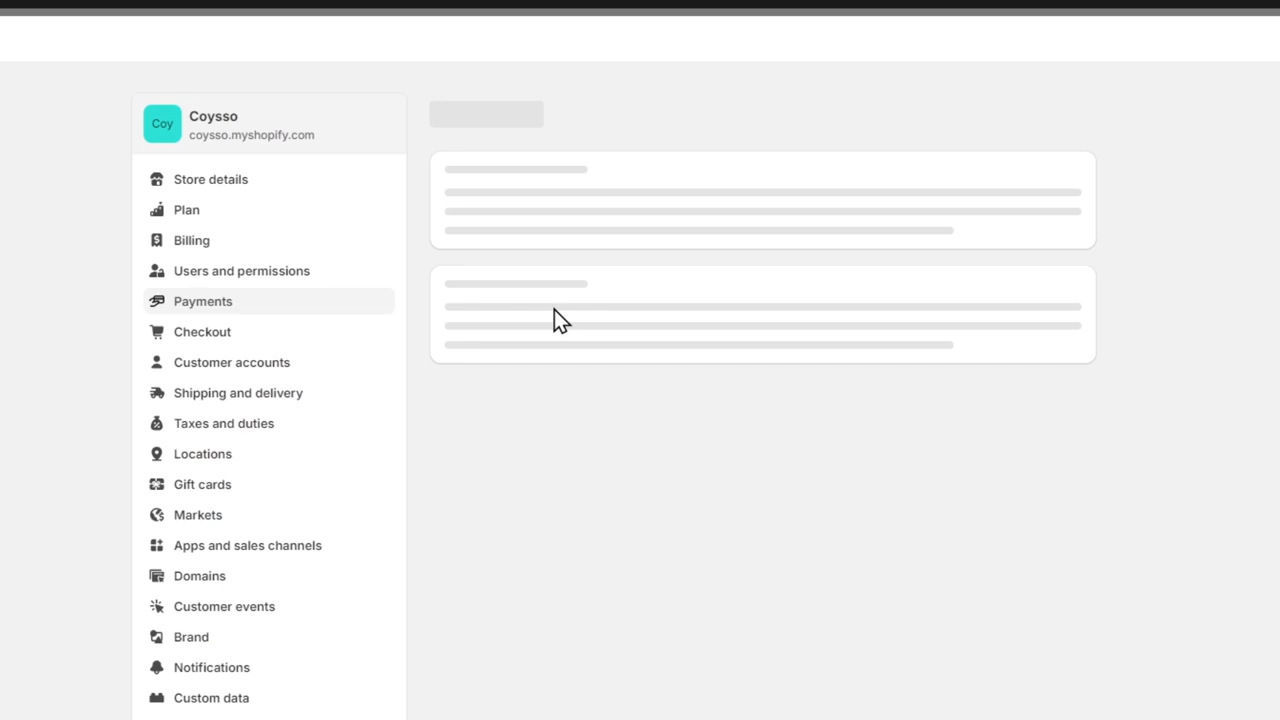 Coy
Coysso
coysso.myshopify.com
Store details
Plan
Billing
Users and permissions
Payments
Checkout
Customer accounts
Shipping and delivery
Taxes and duties
Locations
Gift cards
Markets
Apps and sales channels
Domains
Customer events
Brand
Notifications
Custom data